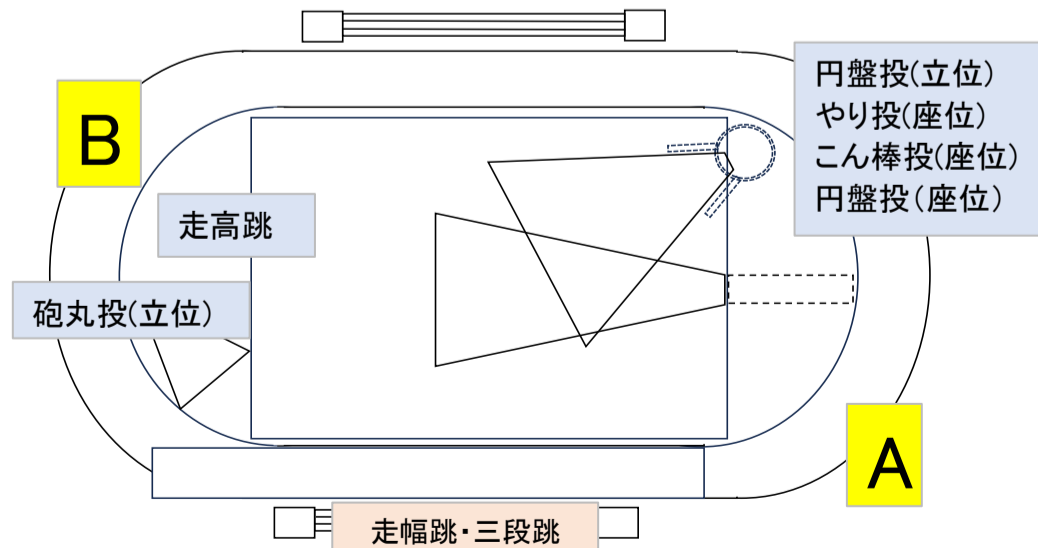 円盤投(立位)
やり投(座位)
こん棒投(座位)
円盤投（座位)
B
走高跳
砲丸投(立位)
A
走幅跳・三段跳